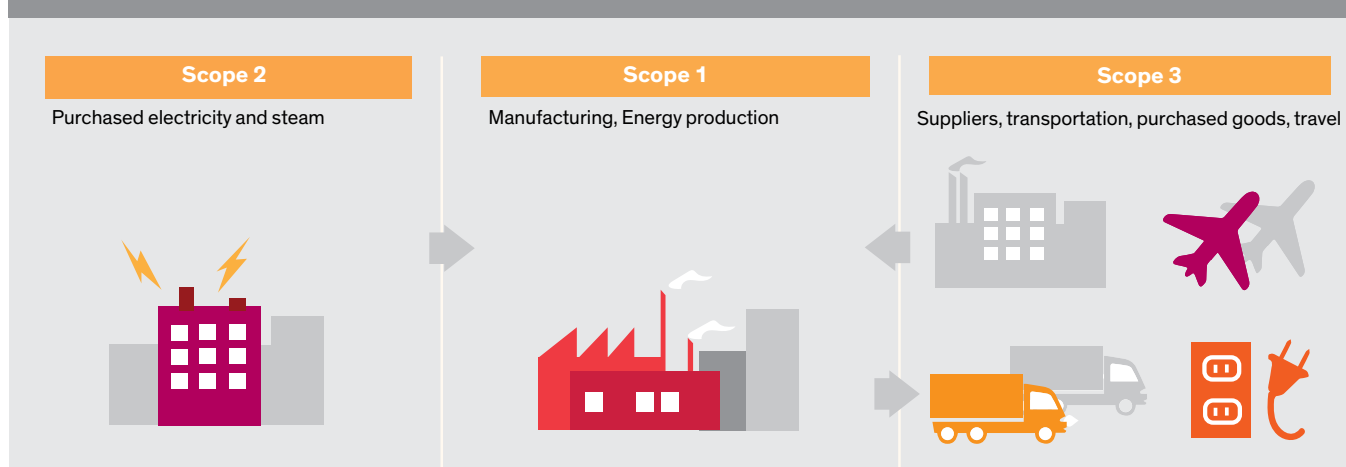 Scope 2
Purchased electricity and steam
Scope 1
Manufacturing, Energy production
Scope 3
Suppliers, transportation, purchased goods, travel